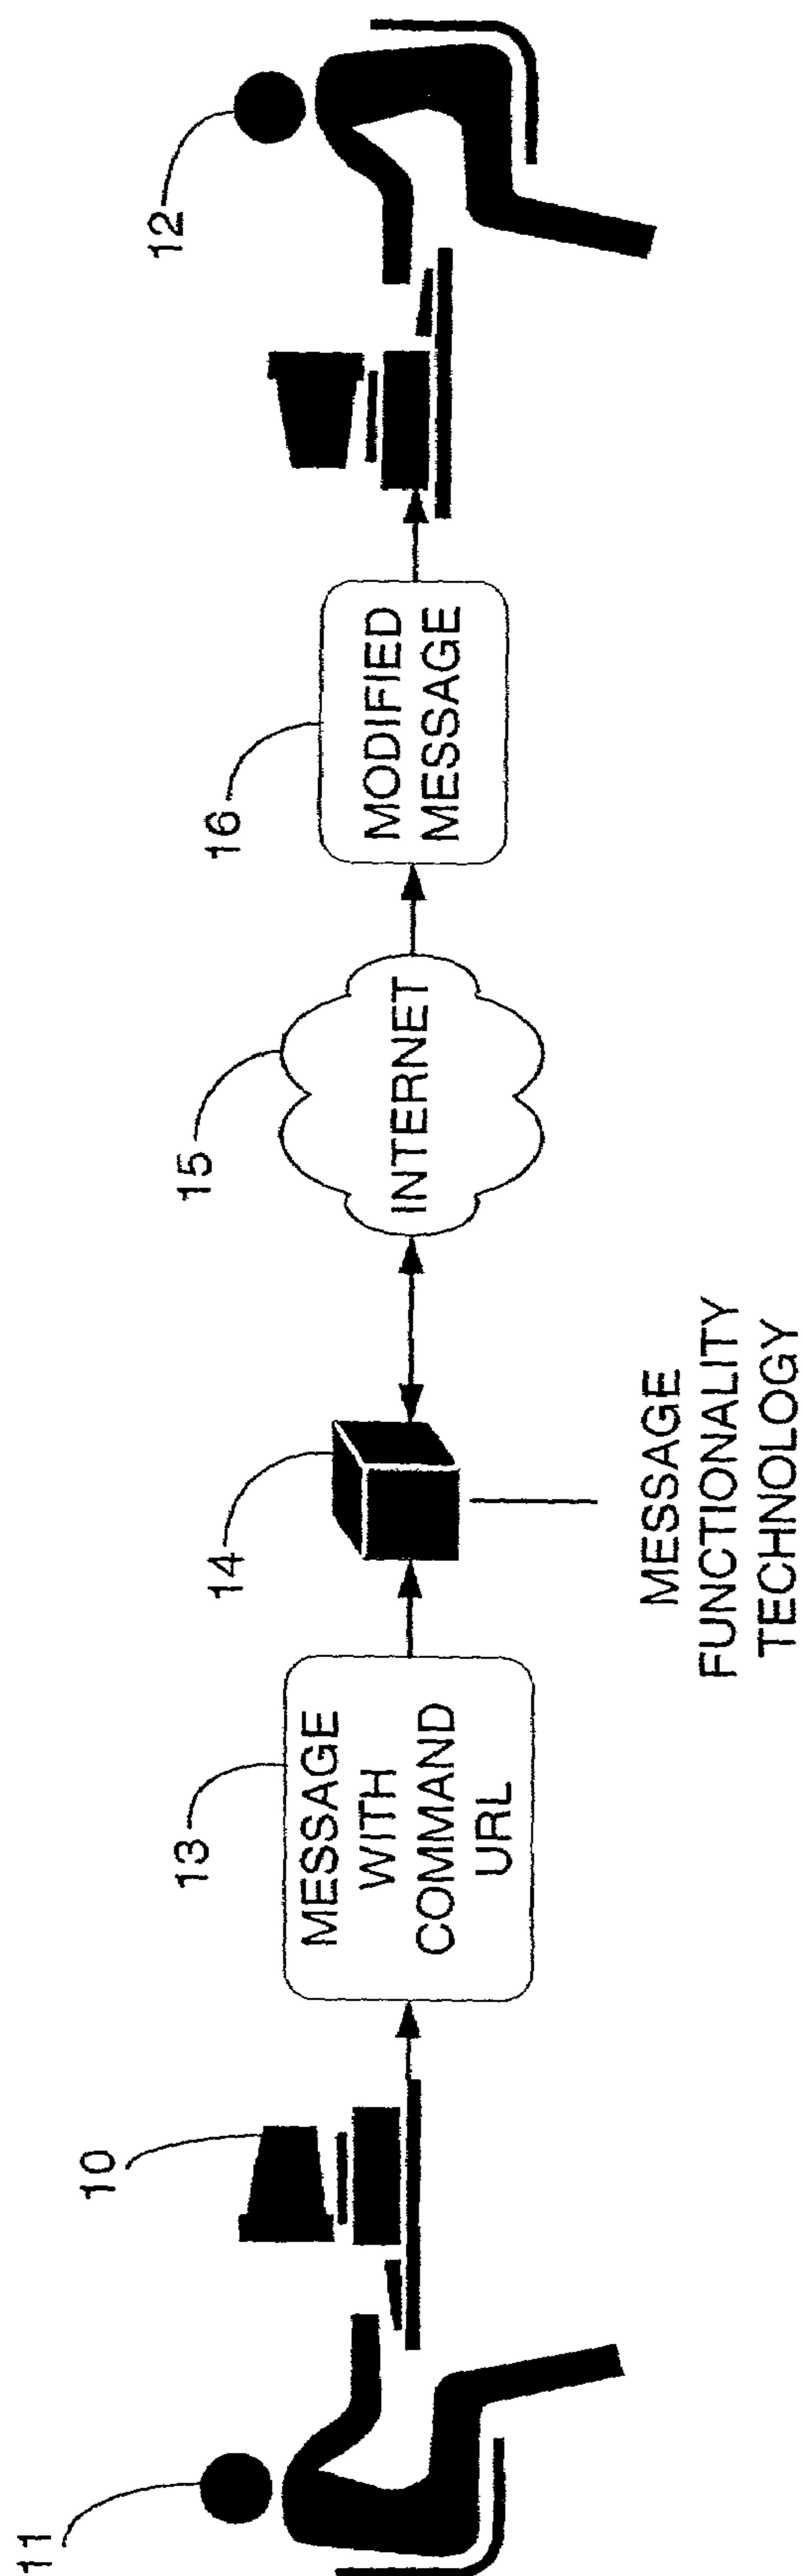 11
10
13
MESSAGE
WITH
COMMAND
URL
14
MESSAGE
FUNCTIONALITY
TECHNOLOGY
15
INTERNET
16
MODIFIED
MESSAGE
12